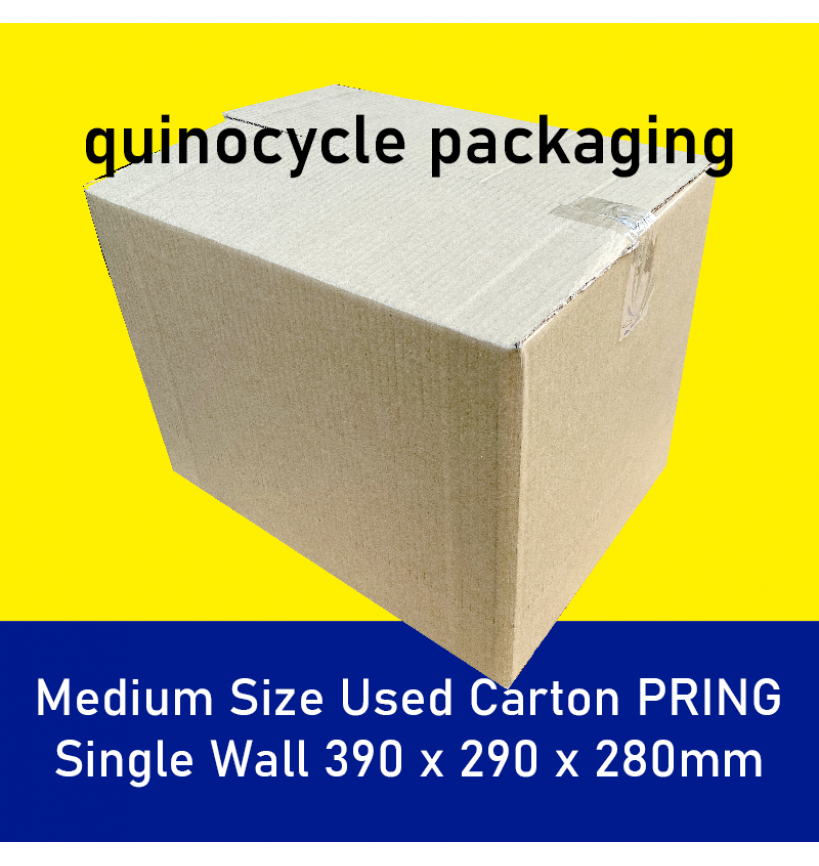 quinocycle packaging
Medium Size Used Carton PRING
Single Wall 390 x 290 x 280mm